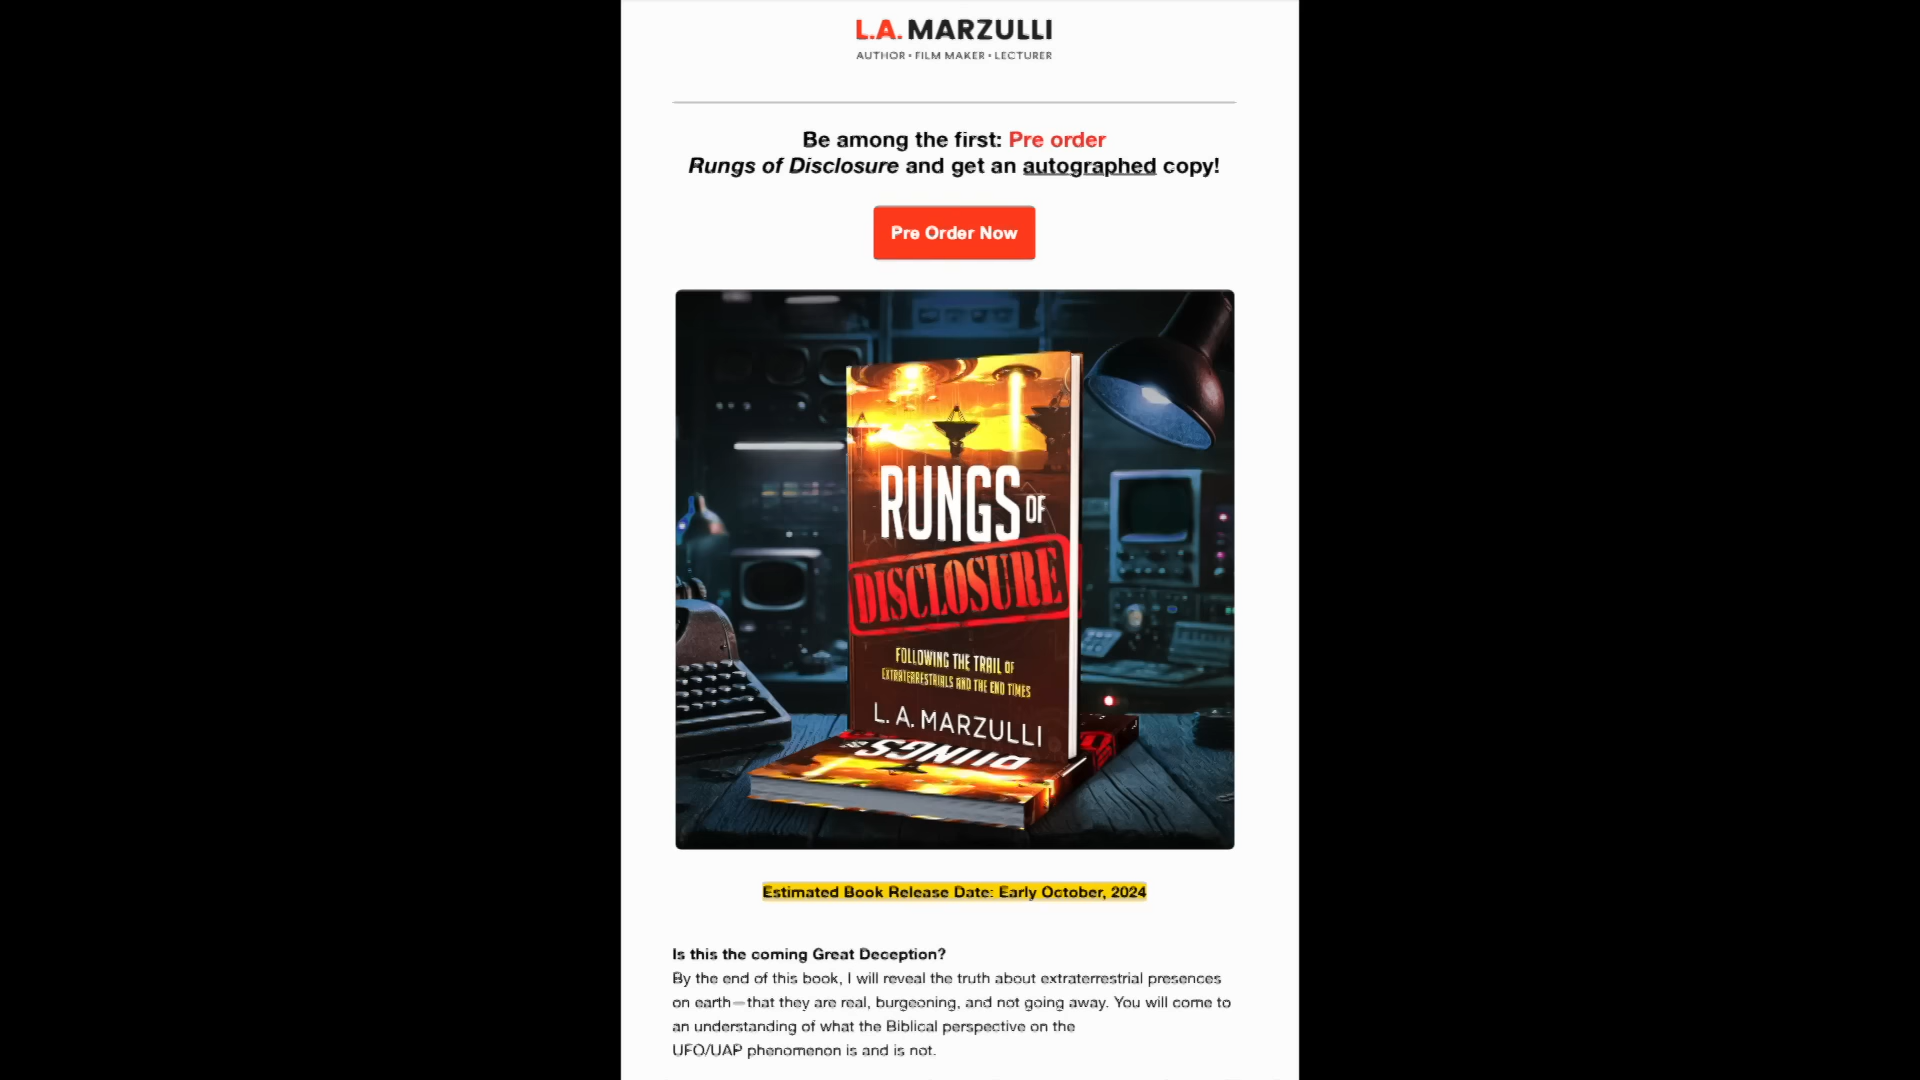 L.A. MARZULLI
AUTHOR • FILM MAKER • LECTURER
Be among the first: Pre order
Rungs of Disclosure and get an autographed copy!
Pre Order Now
RUNGS OF
DISCLOSURE
FOLLOWING THE TRAIL OF
EXTRATERRESTRIALS AND THE END TIMES
L. A. MARZULLI
RUNGS
Estimated Book Release Date: Early October, 2024
Is this the coming Great Deception?
By the end of this book, I will reveal the truth about extraterrestrial presences
on earth—that they are real, burgeoning, and not going away. You will come to
an understanding of what the Biblical perspective on the
UFO/UAP phenomenon is and is not.